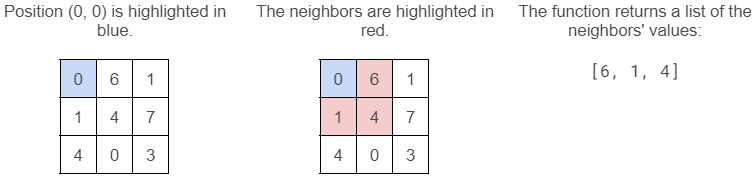 Position (0, 0) is highlighted in
blue.
0 6 1
1 4 7
4 0 3
The neighbors are highlighted in
red.
0 6 1
1 4 7
4 0 3
The function returns a list of the
neighbors' values:
[6, 1, 4]